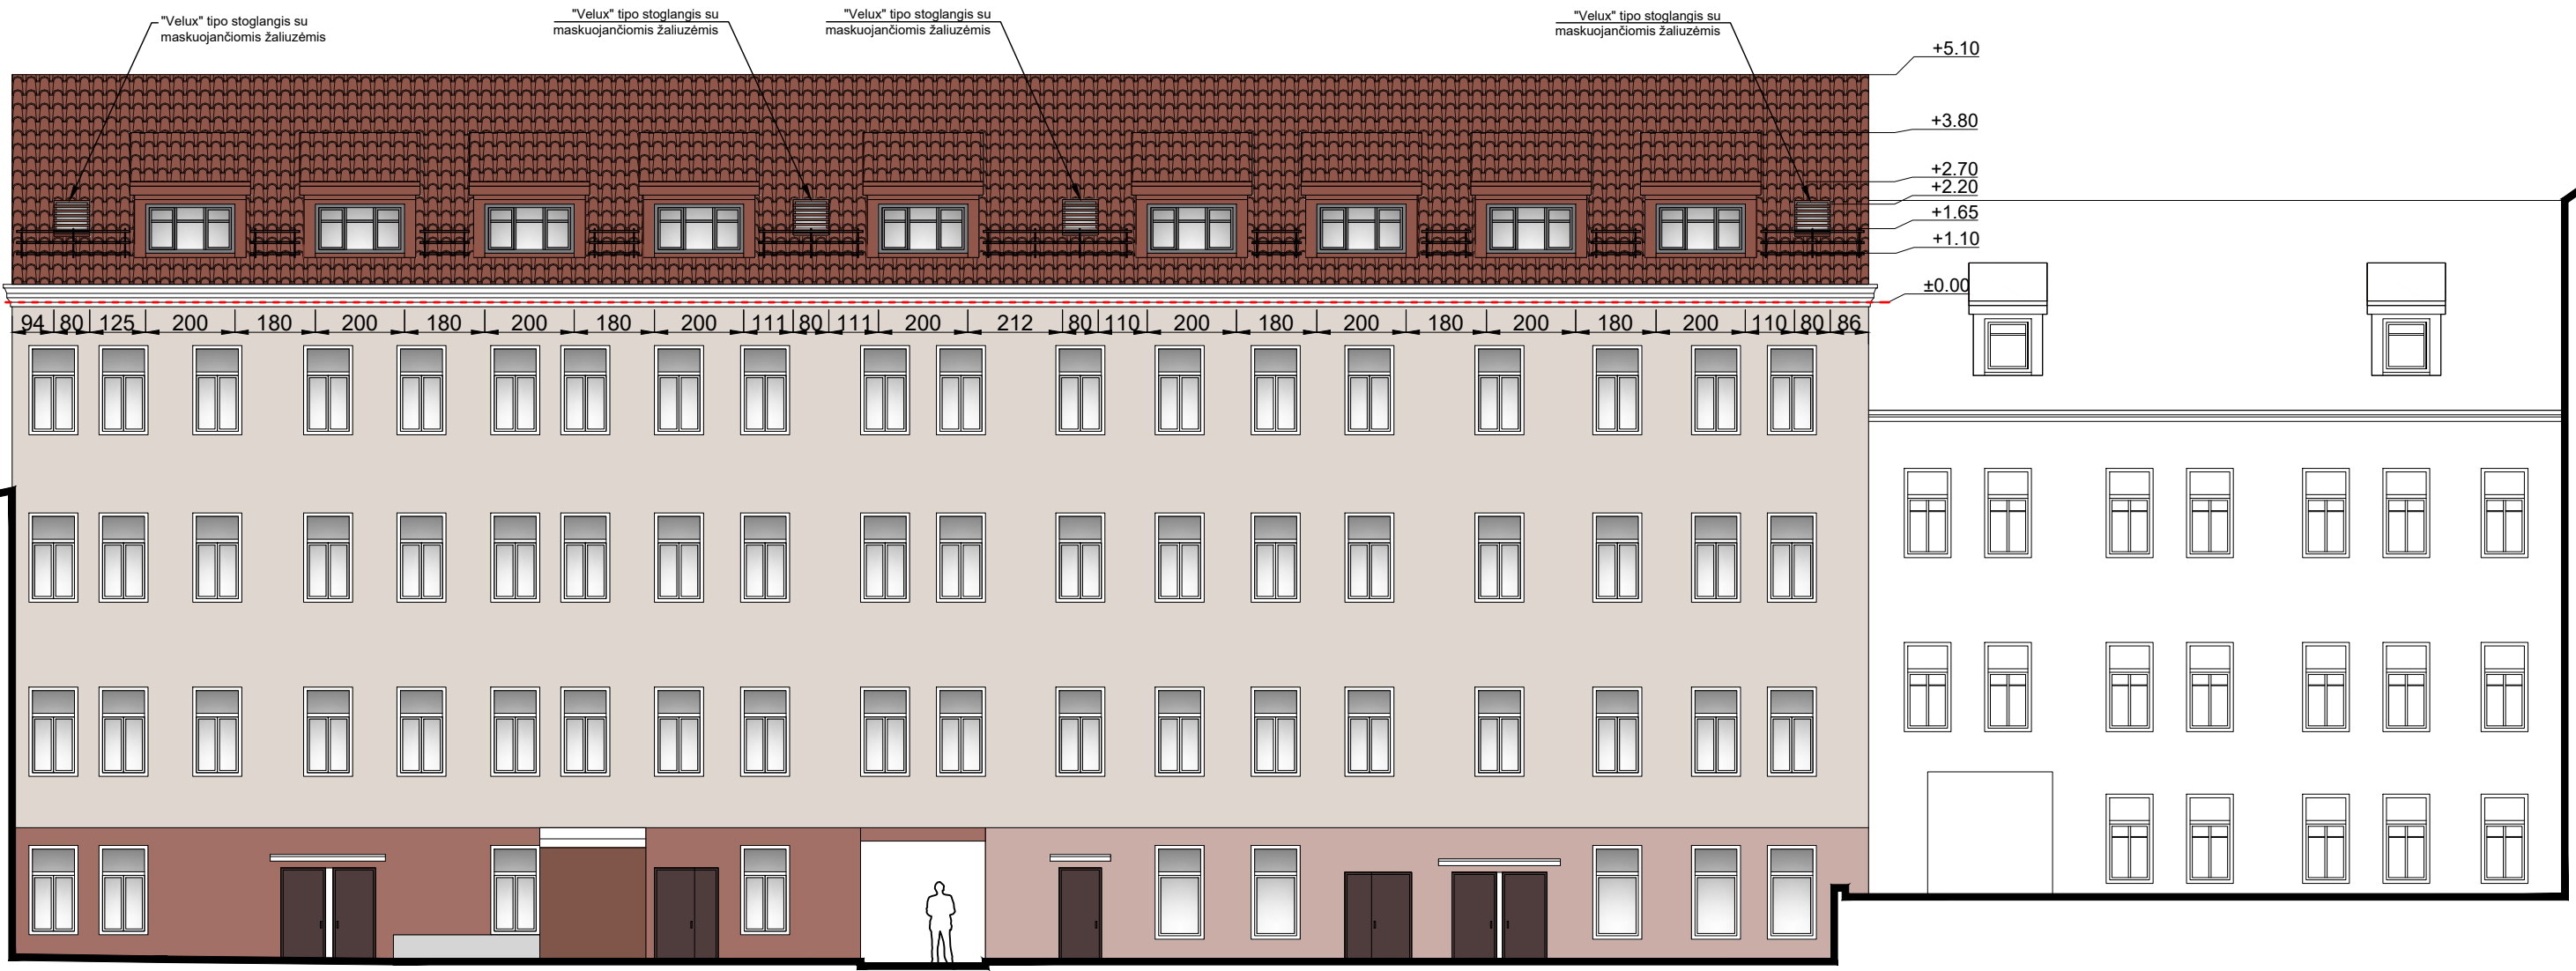 "Velux" tipo stoglangis su
maskuojančiomis žaliuzėmis
"Velux" tipo stoglangis su
maskuojančiomis žaliuzėmis
"Velux" tipo stoglangis su
maskuojančiomis žaliuzėmis
"Velux" tipo stoglangis su
maskuojančiomis žaliuzėmis
+5.10
+3.80
+2.70
+2.20
+1.65
+1.10
±0.00
94 80 125 200 180 200 180 200 180 200 111 80 111 200 212 80 110 200 180 200 180 200 180 200 110 80 86